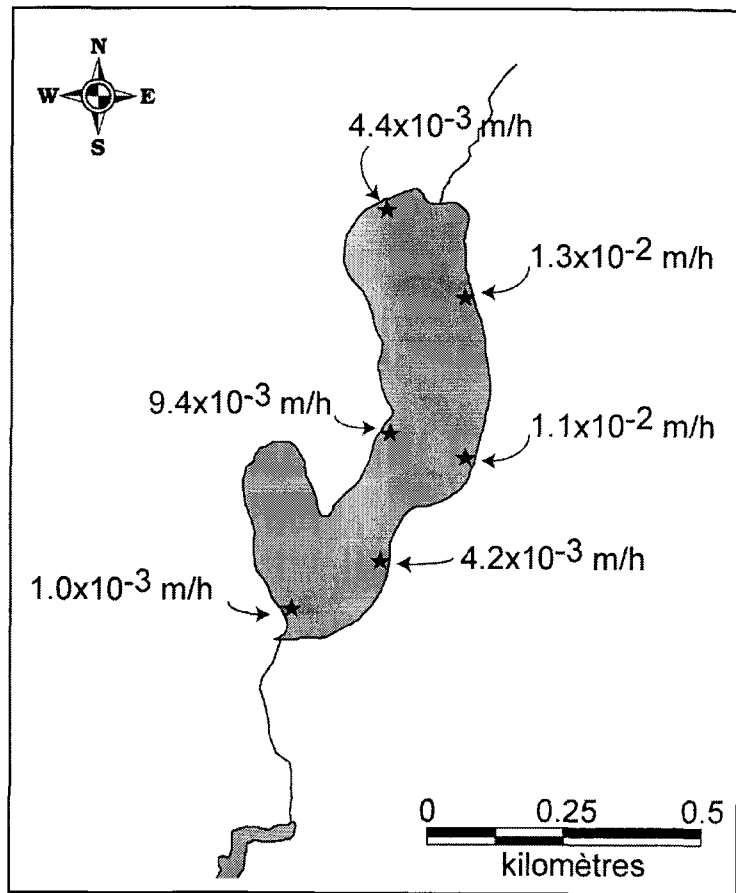 N
W E
S
4.4x10-3 m/h
1.3x10-2 m/h
9.4x10-3 m/h
1.1x10-2 m/h
4.2x10-3 m/h
1.0x10-3 m/h
0 0.25 0.5
kilomètres